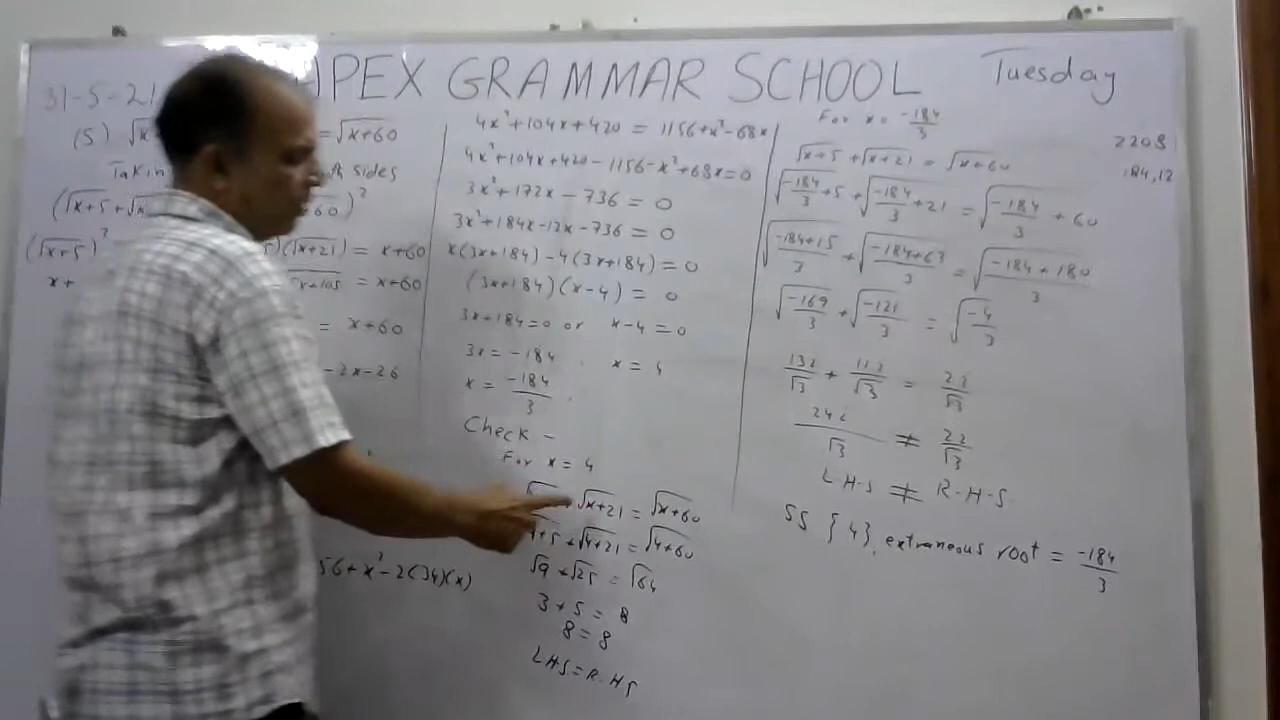 APEX GRAMMAR SCHOOL
Tuesday
31-5-21
(5) √x = √x+60
sides
(√x+5 + √x 60)²
(√x+5)² 5)(√x+21) = x+60
x+ x+105 = x+60
= x+60
-2x-26
56+x²-2(34)(x)
4x²+104x+420 = 1156+x²-68x
4x²+104x+420-1156-x²+68x=0
3x²+172x-736=0
3x²+184x-12x-736=0
x(3x+184)-4(3x+184)=0
(3x+184)(x-4)=0
3x+184=0 or x-4=0
3x=-184 x=4
x=-184/3
Check -
For x=4
√x+21 = √x+60
4+5 + √4+21 = √4+60
√9+√25=√64
3+5=8
8=8
L.H.S=R.H.S
For x=-184/3
√x+5 + √x+21 = √x+60
√-184/3+5 + √-184/3+21 = √-184/3+60
√-184+15/3 + √-184+63/3 = √-184+180/3
√-169/3 + √-121/3 = √-4/3
13i/√3 + 11i/√3 = 2i/√3
24i/√3 ≠ 2i/√3
L.H.S ≠ R.H.S
SS {4}, extraneous root = -184/3
2208
184,12